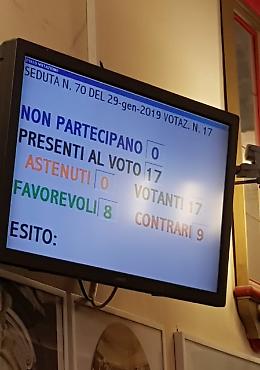 SEDUTA N. 70 DEL 29-gen-2019 VOTAZ. N. 17
NON PARTECIPANO 0
PRESENTI AL VOTO 17
ASTENUTI 0 VOTANTI 17
FAVOREVOLI 8 CONTRARI 9
ESITO: